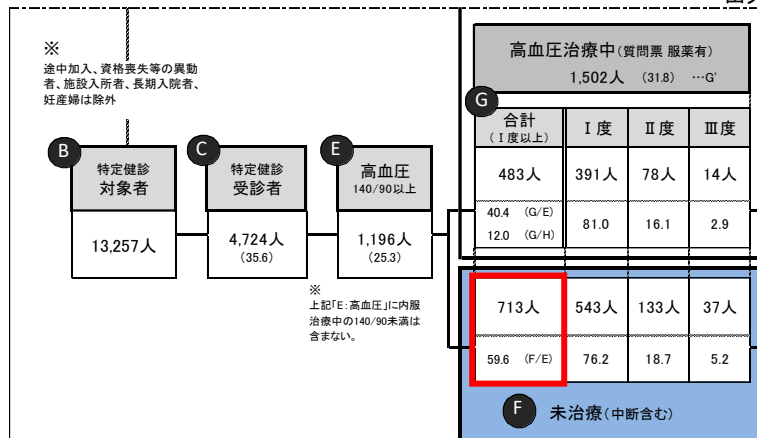 ※
途中加入、資格喪失等の異動
者、施設入所者、長期入院者、
妊産婦は除外
高血圧治療中(質問票 服薬有)
1,502人 (31.8) …G'
G
合計
(Ⅰ度以上)
Ⅰ度
Ⅱ度
Ⅲ度
483人
391人
78人
14人
40.4 (G/E)
12.0 (G/H)
81.0
16.1
2.9
B
特定健診
対象者
13,257人
C
特定健診
受診者
4,724人
(35.6)
E
高血圧
140/90以上
1,196人
(25.3)
※
上記「E:高血圧」に内服
治療中の140/90未満は
含まない。
713人
543人
133人
37人
59.6 (F/E)
76.2
18.7
5.2
F
未治療(中断含む)